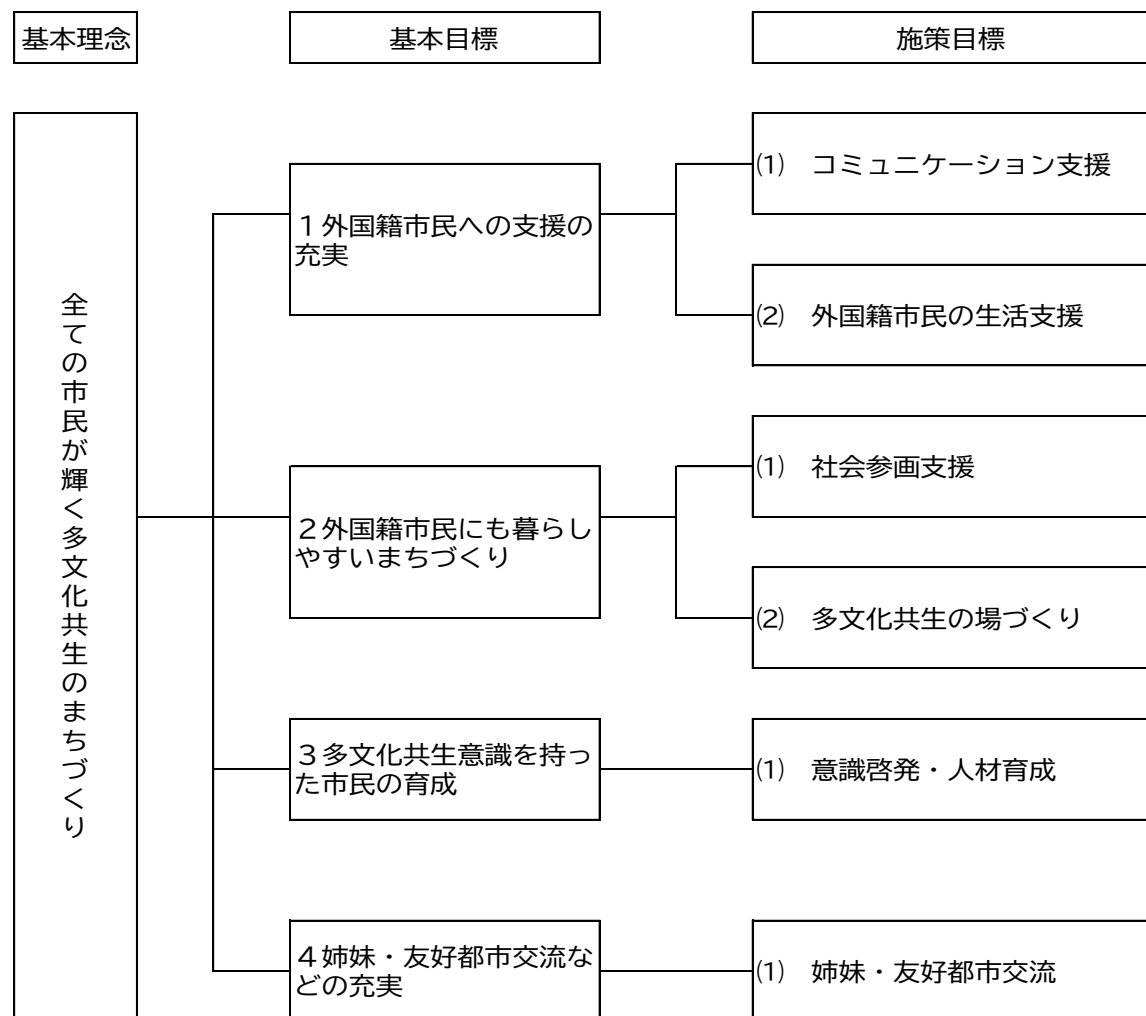 基本理念
基本目標
施策目標
全ての市民が輝く多文化共生のまちづくり
１外国籍市民への支援の
充実
⑴　コミュニケーション支援
⑵　外国籍市民の生活支援
２外国籍市民にも暮らし
やすいまちづくり
⑴　社会参画支援
⑵　多文化共生の場づくり
３多文化共生意識を持っ
た市民の育成
⑴　意識啓発・人材育成
４姉妹・友好都市交流な
どの充実
⑴　姉妹・友好都市交流